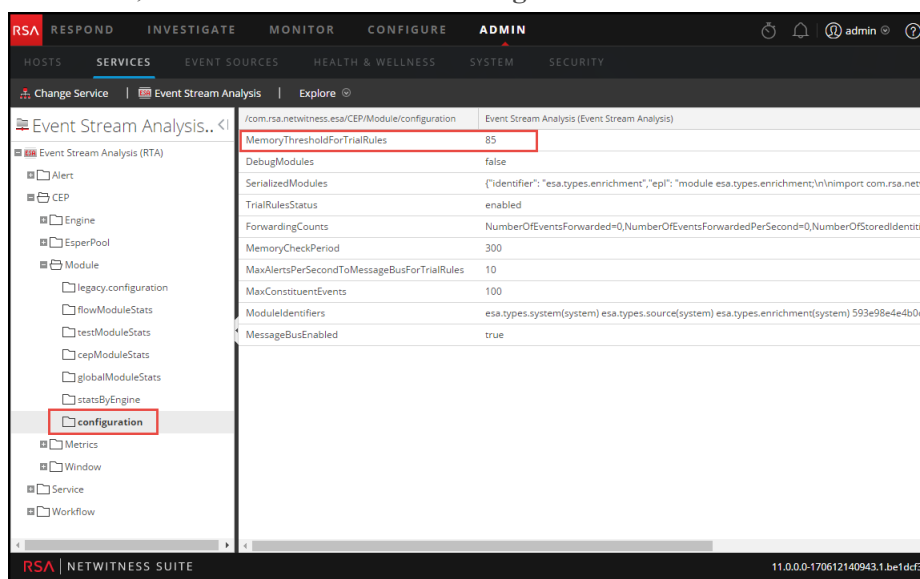 RSA RESPOND INVESTIGATE MONITOR CONFIGURE ADMIN admin
HOSTS SERVICES EVENT SOURCES HEALTH & WELLNESS SYSTEM SECURITY
Change Service | ESA Event Stream Analysis | Explore
Event Stream Analysis..
/com.rsa.netwitness.esa/CEP/Module/configuration Event Stream Analysis (Event Stream Analysis)
ESA Event Stream Analysis (RTA)
Alert
CEP
Engine
EsperPool
Module
legacy.configuration
flowModuleStats
testModuleStats
cepModuleStats
globalModuleStats
statsByEngine
configuration
Metrics
Window
Service
Workflow
MemoryThresholdForTrialRules 85
DebugModules false
SerializedModules {"identifier": "esa.types.enrichment","epl": "module esa.types.enrichment;\n\nimport com.rsa.net
TrialRulesStatus enabled
ForwardingCounts NumberOfEventsForwarded=0,NumberOfEventsForwardedPerSecond=0,NumberOfStoredIdentiti
MemoryCheckPeriod 300
MaxAlertsPerSecondToMessageBusForTrialRules 10
MaxConstituentEvents 100
ModuleIdentifiers esa.types.system(system) esa.types.source(system) esa.types.enrichment(system) 593e98e4e4b0
MessageBusEnabled true
RSA | NETWITNESS SUITE 11.0.0.0-170612140943.1.be1dcf